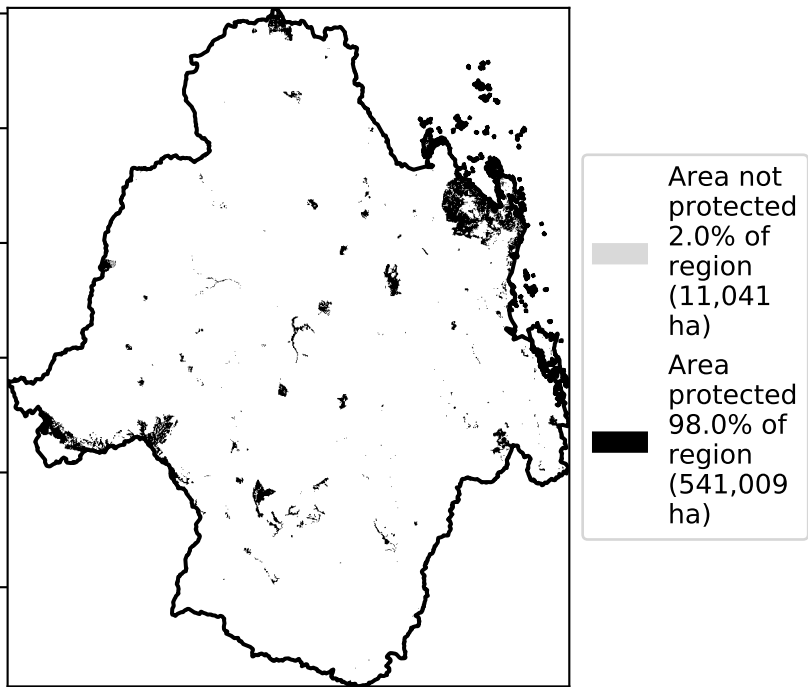 Area not
protected
2.0% of
region
(11,041
ha)
Area
protected
98.0% of
region
(541,009
ha)